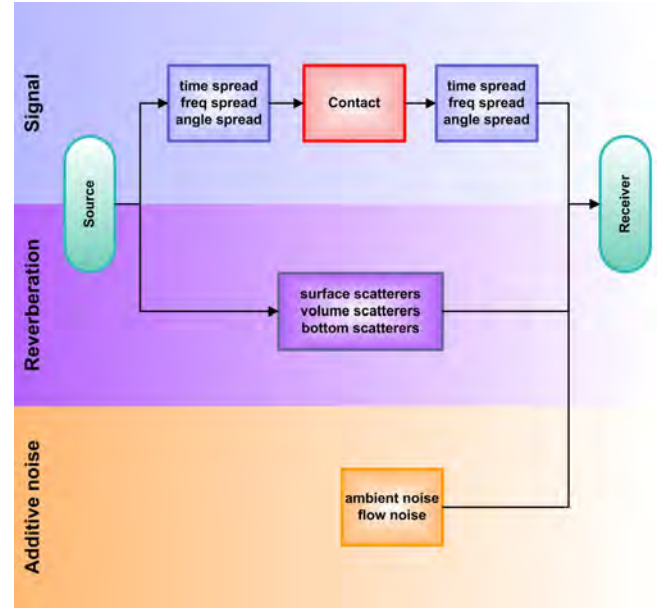 Signal
time spread
freq spread
angle spread
Contact
time spread
freq spread
angle spread
Source
Receiver
Reverberation
surface scatterers
volume scatterers
bottom scatterers
Additive noise
ambient noise
flow noise